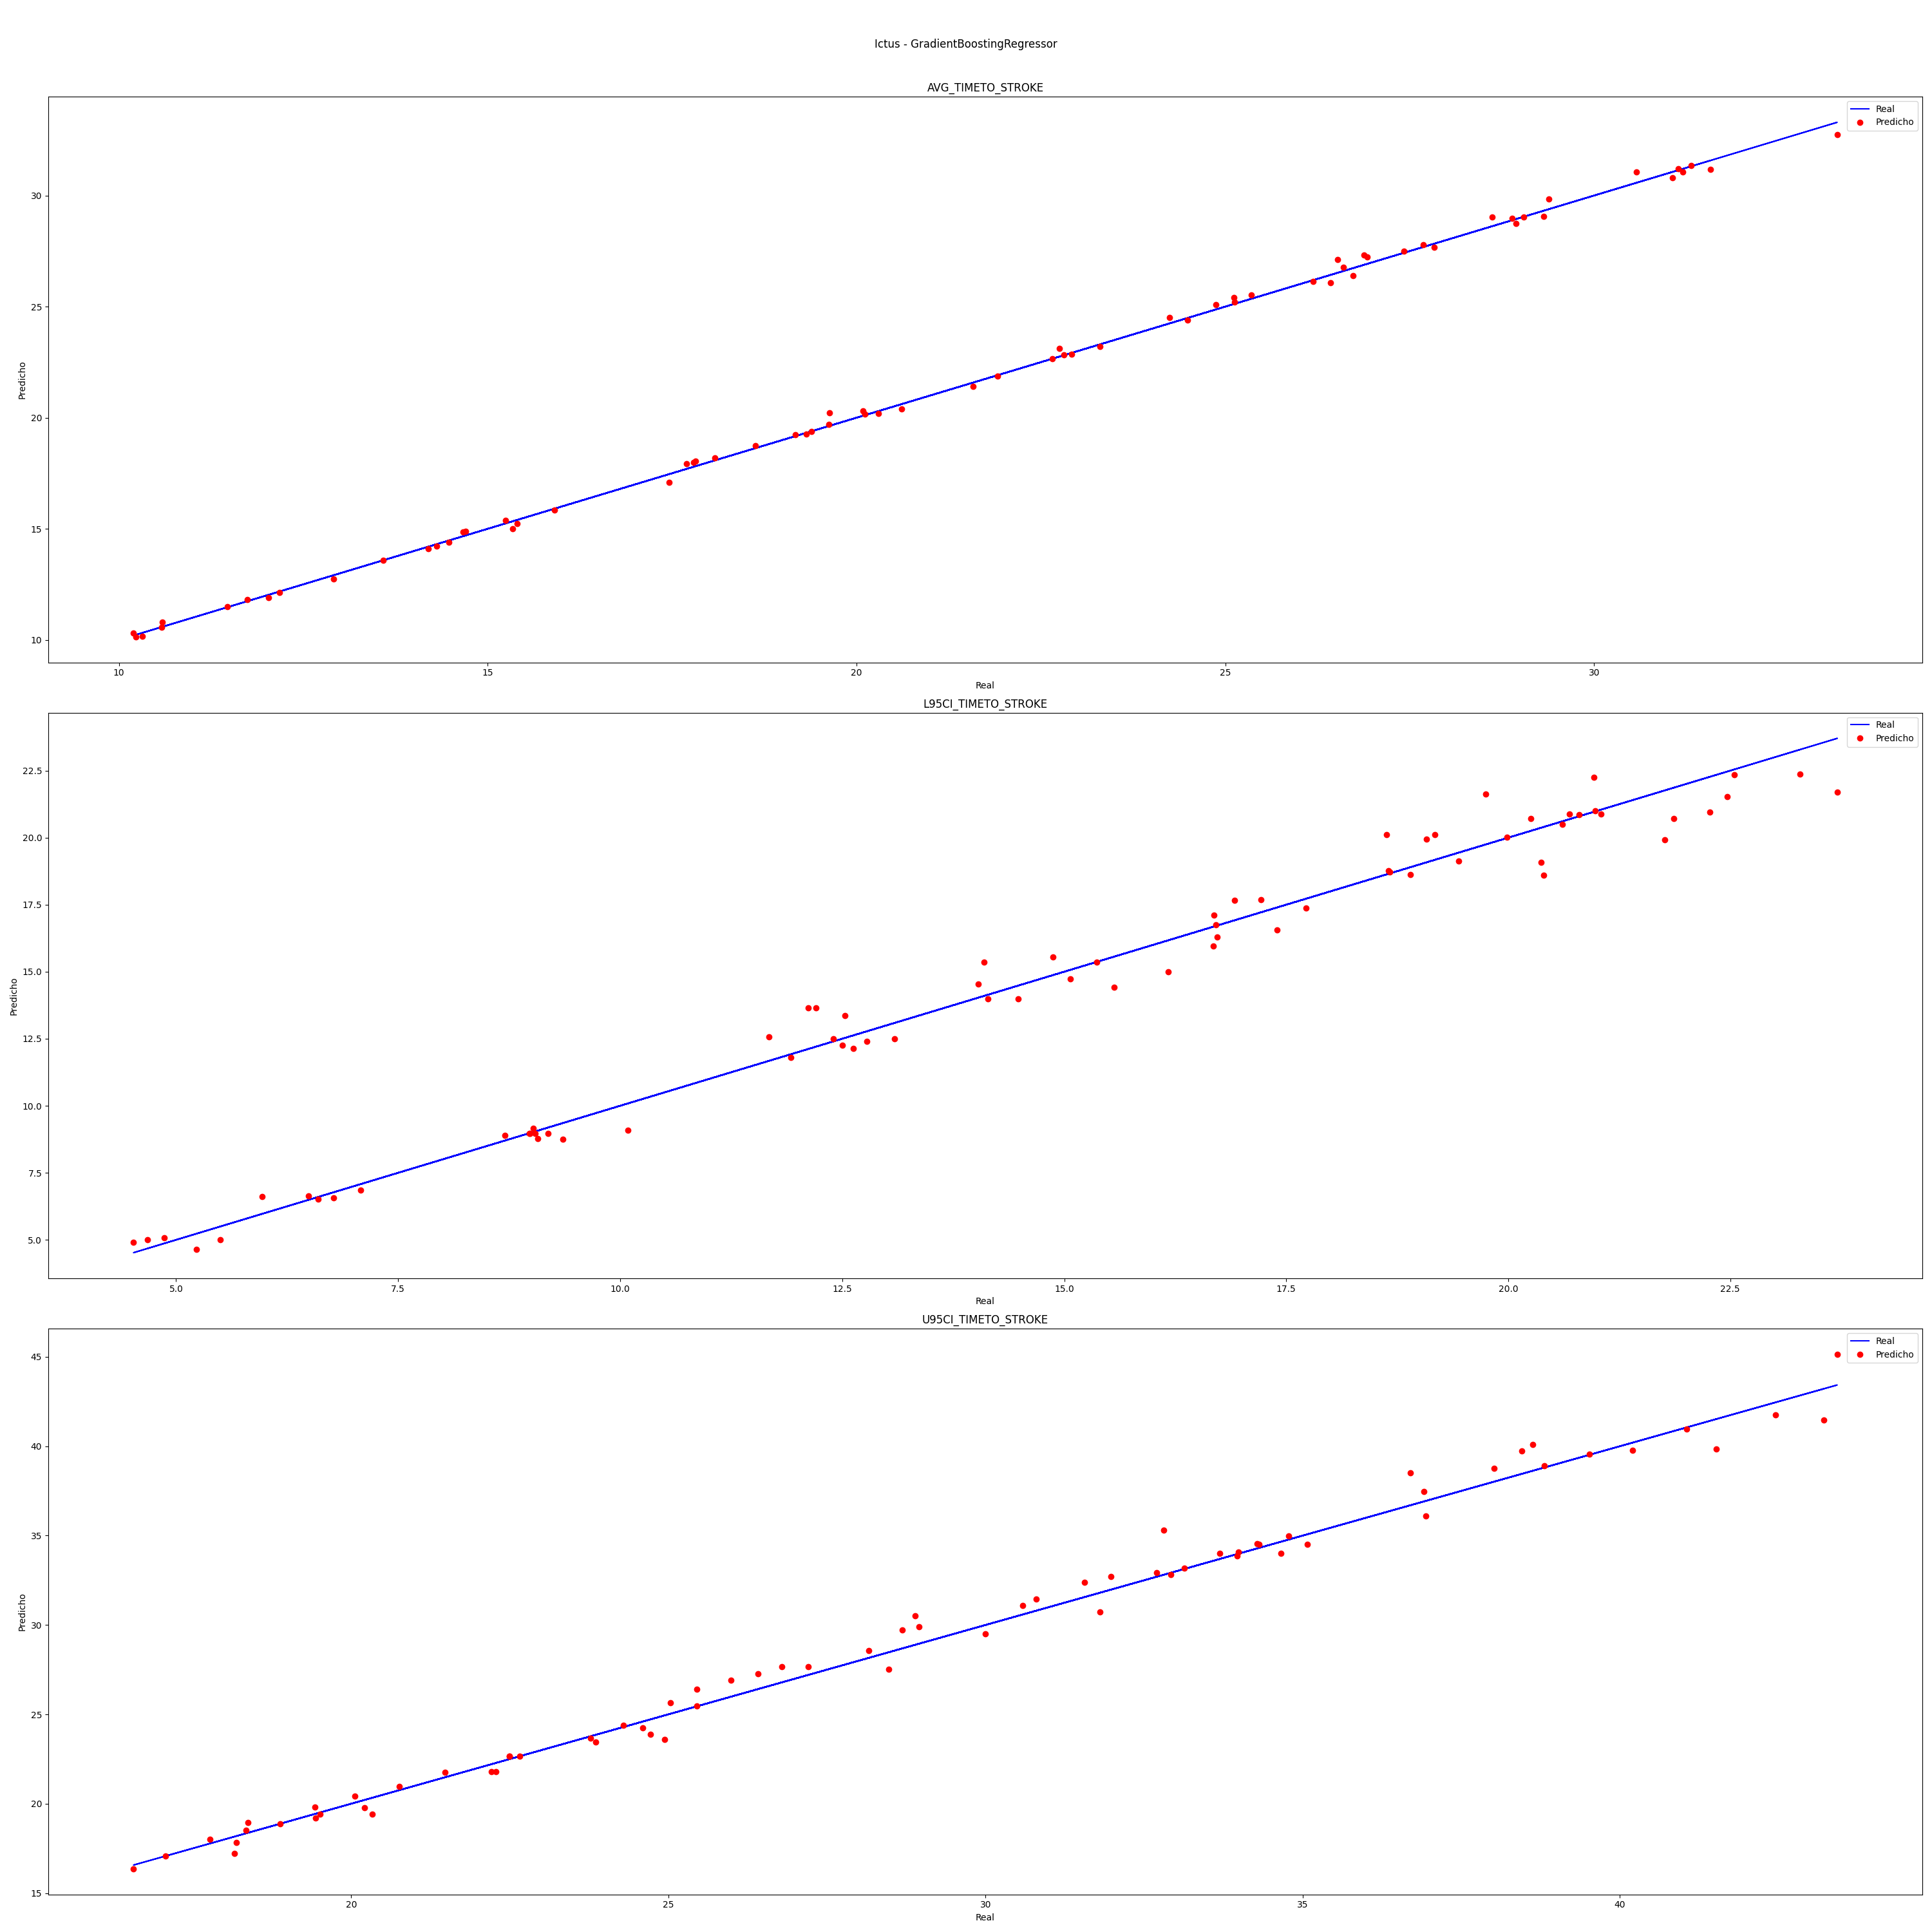 Ictus - GradientBoostingRegressor
AVG_TIMETO_STROKE
Real
Predicho
Predicho
30
25
20
15
10
10 15 20 25 30
Real
L95CI_TIMETO_STROKE
Real
Predicho
Predicho
22.5
20.0
17.5
15.0
12.5
10.0
7.5
5.0
5.0 7.5 10.0 12.5 15.0 17.5 20.0 22.5
Real
U95CI_TIMETO_STROKE
Real
Predicho
Predicho
45
40
35
30
25
20
15
20 25 30 35 40
Real